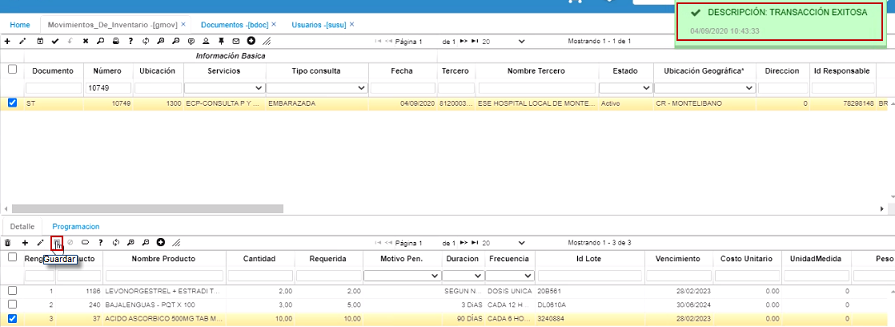 DESCRIPCIÓN: TRANSACCIÓN EXITOSA
04/09/2020 10:43:33
Home Movimientos_De_Inventario -[gmov] × Documentos -[bdoc] × Usuarios -[susu] ×
Página 1 de 1 20 Mostrando 1 - 1 de 1
Información Basica
Documento Número Ubicación Servicios Tipo consulta Fecha Tercero Nombre Tercero Estado Ubicación Geográfica* Direccion Id Responsable
10749
ST 10749 1300 ECP-CONSULTA P Y ... EMBARAZADA 04/09/2020 8120003... ESE HOSPITAL LOCAL DE MONTE... Activo CR - MONTELIBANO 0 78298148 BR
Detalle Programacion
Página 1 de 1 20 Mostrando 1 - 3 de 3
Guardar
Reng ucto Nombre Producto Cantidad Requerida Motivo Pen. Duracion Frecuencia Id Lote Vencimiento Costo Unitario UnidadMedida Peso
1 1186 LEVONORGESTREL + ESTRADI T... 2,00 2,00 SEGUN N... DOSIS UNICA 20B561 28/02/2023 0.00 0
2 240 BAJALENGUAS - PQT X 100 3,00 5,00 3 DIAS CADA 12 H... DL0610A 30/06/2024 0.00 0
3 37 ACIDO ASCORBICO 500MG TAB M... 10,00 10,00 90 DÍAS CADA 6 HO... 3240884 28/02/2023 0.00 0